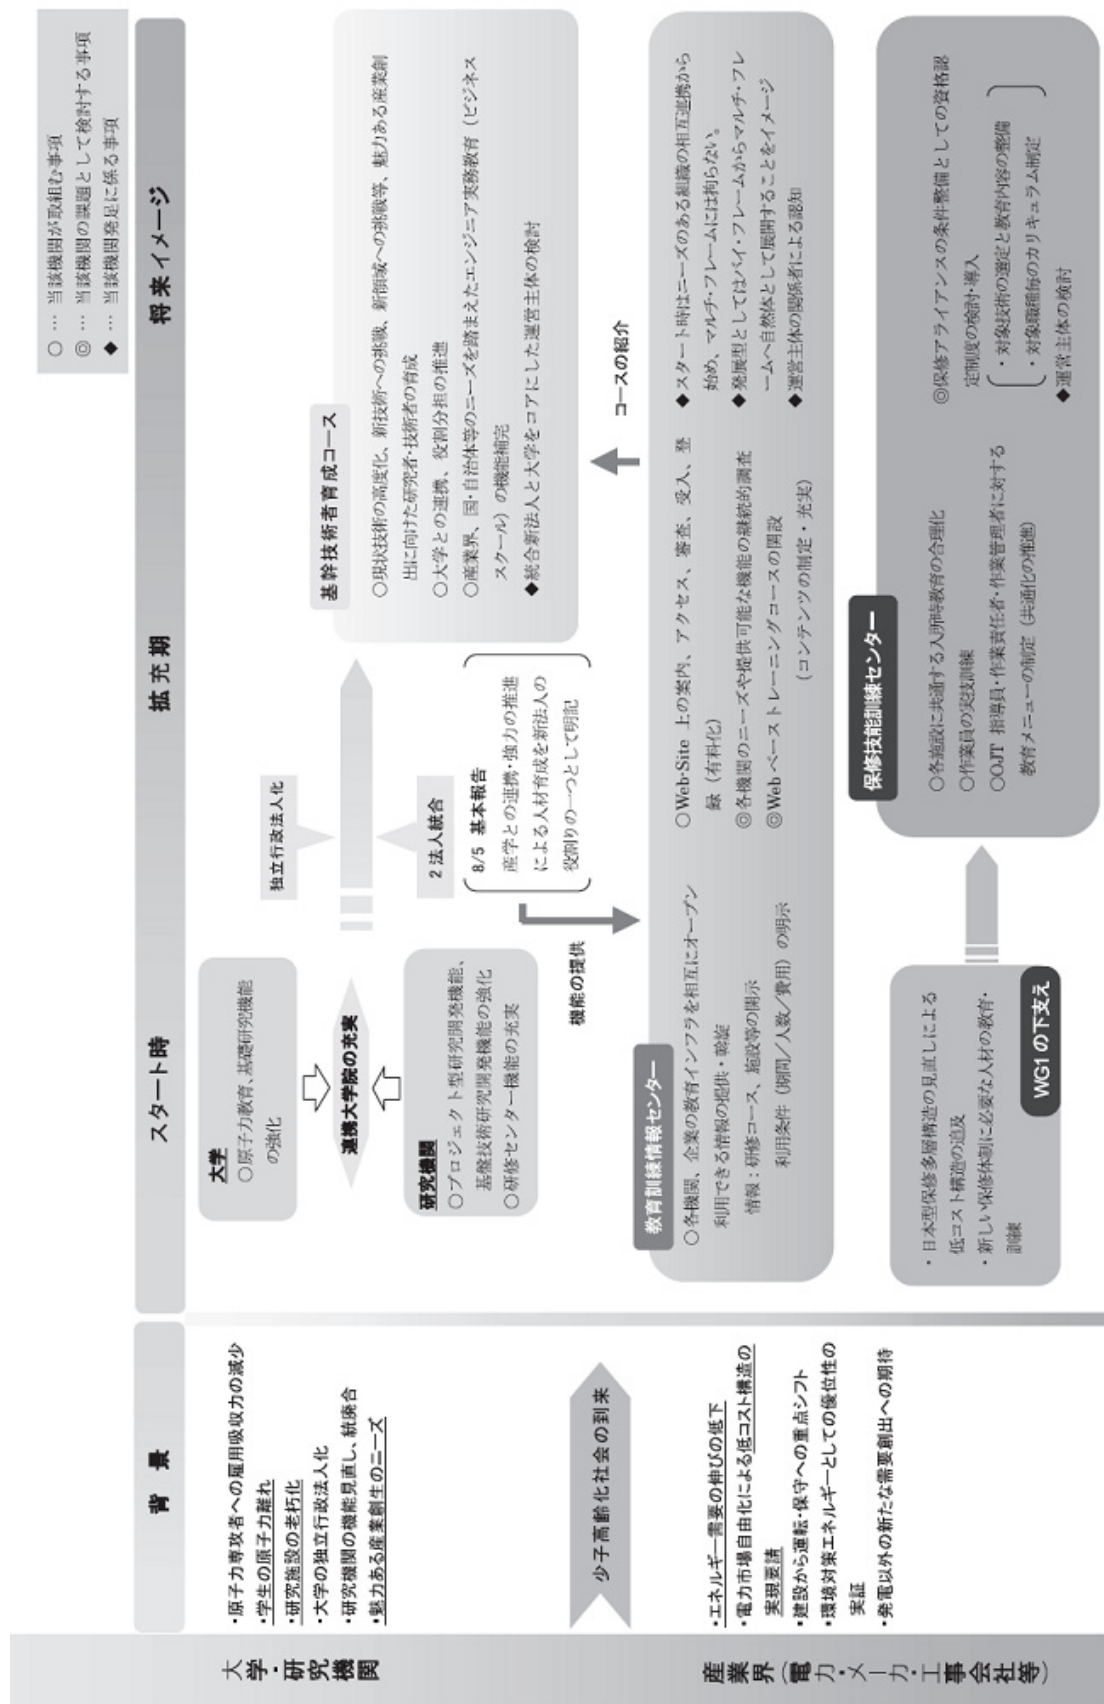 ○ … 当該機関が取組む事項
◎ … 当該機関の課題として検討する事項
◆ … 当該機関発足に係る事項
背 景
スタート時
拡 充 期
将 来 イ メ ー ジ
大学・研究機関
・原子力専攻者への雇用吸収力の減少
・学生の原子力離れ
・研究施設の老朽化
・大学の独立行政法人化
・研究機関の機能見直し、統廃合
・魅力ある産業創生のニーズ
少子高齢化社会の到来
産業界(電力・メーカ・工事会社等)
・エネルギー需要の伸びの低下
・電力市場自由化による低コスト構造の
実現要請
・建設から運転・保守への重点シフト
・環境対策エネルギーとしての優位性の
実証
・発電以外の新たな需要創出への期待
大学
○原子力教育、基礎研究機能
の強化
連携大学院の充実
研究機関
○プロジェクト型研究開発機能、
基盤技術研究開発機能の強化
○研修センター機能の充実
独立行政法人化
2 法人統合
8/5 基本報告
産学との連携・強力の推進
による人材育成を新法人の
役割りの一つとして明記
機能の提供
基幹技術者育成コース
○現状技術の高度化、新技術への挑戦、新領域への挑戦等、魅力ある産業創
出に向けた研究者・技術者の育成
○大学との連携、役割分担の推進
○産業界、国・自治体等のニーズを踏まえたエンジニア実務教育（ビジネス
スクール）の機能補完
◆統合新法人と大学をコアにした運営主体の検討
コースの紹介
教育訓練情報センター
○各機関、企業の教育インフラを相互にオープン
利用できる情報の提供・斡旋
情報：研修コース、施設等の開示
利用条件（期間／人数／費用）の明示
○Web-Site 上の案内、アクセス、審査、受入、登
録（有料化）
◎各機関のニーズや提供可能な機能の継続的調査
◎Web ベーストレーニングコースの開設
（コンテンツの制定・充実）
◆スタート時はニーズのある組織の相互連携から
始め、マルチ・フレームには拘らない。
◆発展型としてはバイ・フレームからマルチ・フレ
ームへ自然体として展開することをイメージ
◆運営主体の関係者による認知
・日本型保修多層構造の見直しによる
低コスト構造の追及
・新しい保修体制に必要な人材の教育・
訓練
WG1 の下支え
保修技能訓練センター
○各施設に共通する入所時教育の合理化
○作業員の実技訓練
○OJT 指導員・作業責任者・作業管理者に対する
教育メニューの制定（共通化の推進）
◎保修アライアンスの条件整備としての資格認
定制度の検討・導入
・対象技術の選定と教育内容の整備
・対象職種毎のカリキュラム制定
◆運営主体の検討